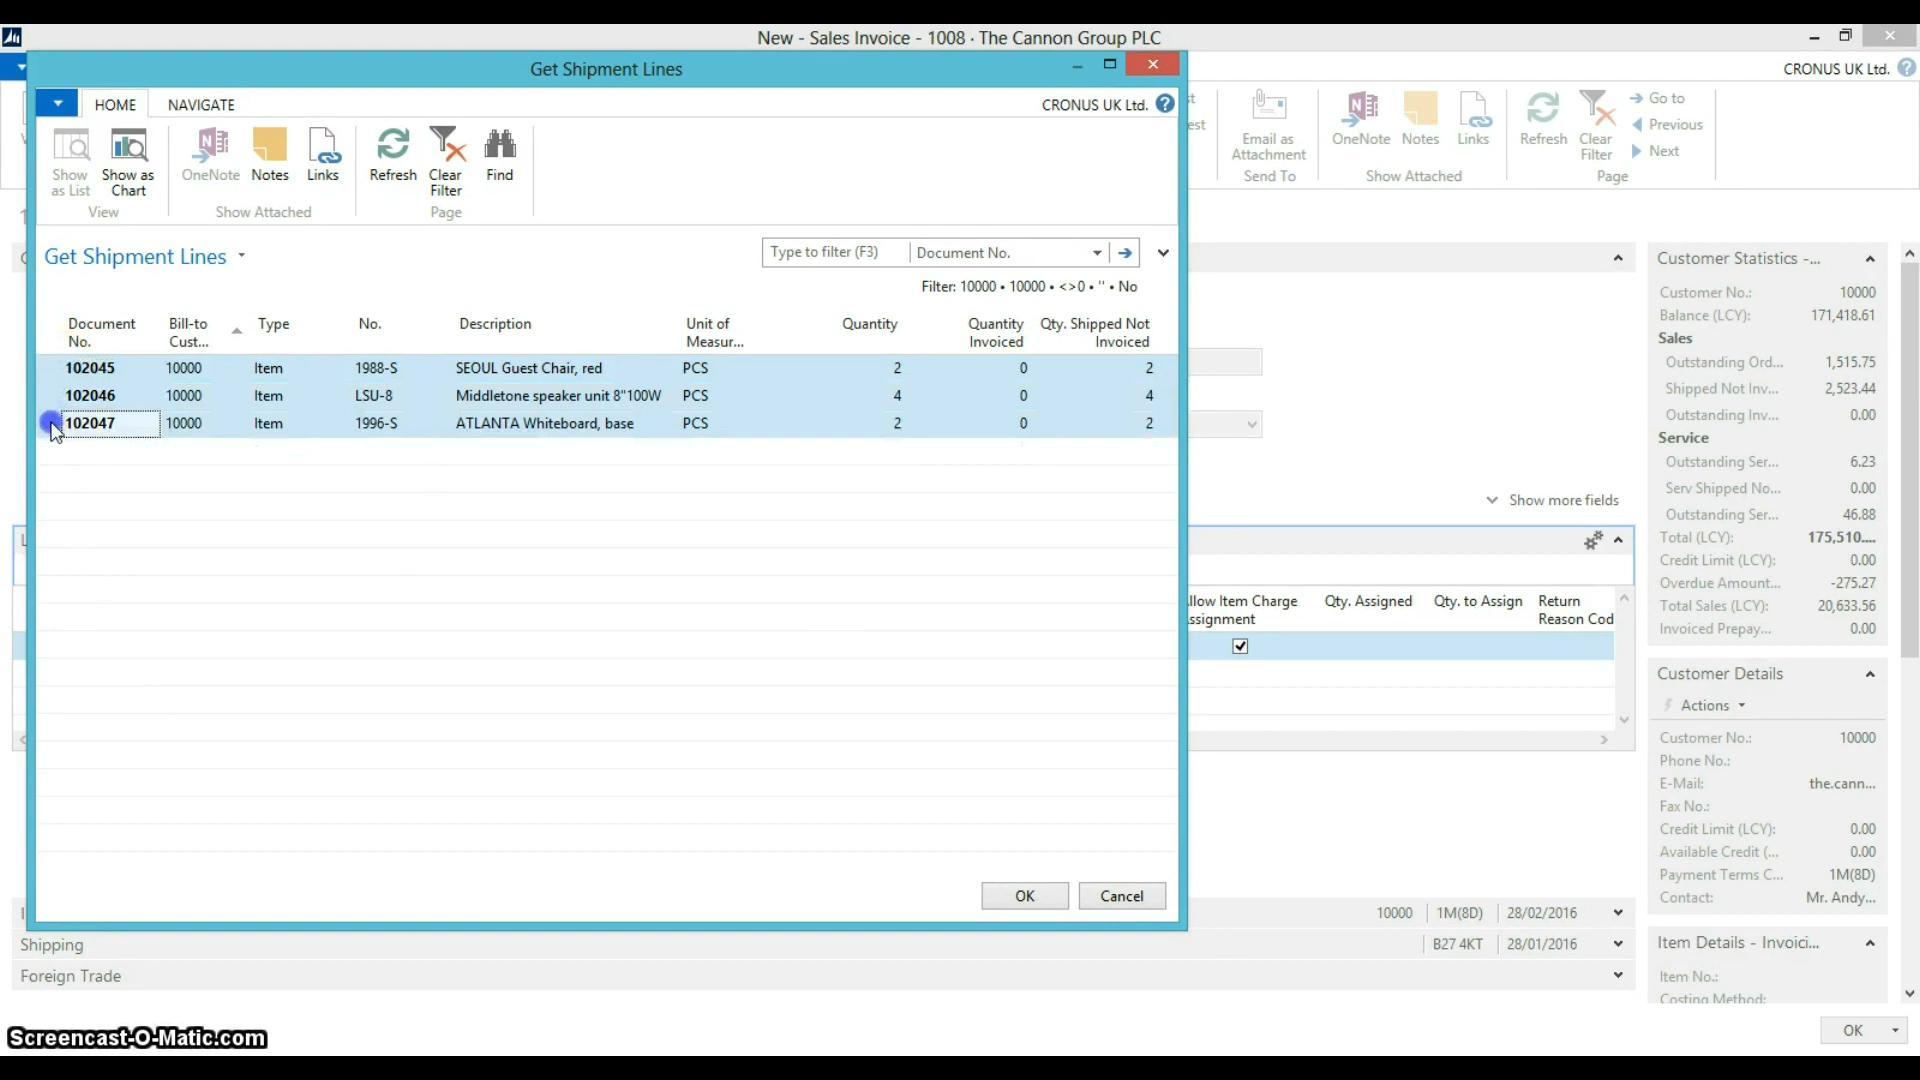 New - Sales Invoice - 1008 · The Cannon Group PLC
Get Shipment Lines
CRONUS UK Ltd.
HOME NAVIGATE CRONUS UK Ltd.
Show as List
Show as Chart
View
OneNote
Notes
Links
Show Attached
Refresh
Clear Filter
Find
Page
Email as Attachment
Send To
OneNote
Notes
Links
Show Attached
Refresh
Clear Filter
Go to
Previous
Next
Page
Get Shipment Lines
Type to filter (F3) Document No.
Filter: 10000 • 10000 • <>0 • '' • No
Document No. Bill-to Cust... Type No. Description Unit of Measur... Quantity Quantity Invoiced Qty. Shipped Not Invoiced
102045 10000 Item 1988-S SEOUL Guest Chair, red PCS 2 0 2
102046 10000 Item LSU-8 Middletone speaker unit 8"100W PCS 4 0 4
102047 10000 Item 1996-S ATLANTA Whiteboard, base PCS 2 0 2
OK Cancel
Show more fields
llow Item Charge ssignment Qty. Assigned Qty. to Assign Return Reason Cod
10000 1M(8D) 28/02/2016
Shipping B27 4KT 28/01/2016
Foreign Trade
Customer Statistics -...
Customer No.: 10000
Balance (LCY): 171,418.61
Sales
Outstanding Ord... 1,515.75
Shipped Not Inv... 2,523.44
Outstanding Inv... 0.00
Service
Outstanding Ser... 6.23
Serv Shipped No... 0.00
Outstanding Ser... 46.88
Total (LCY): 175,510....
Credit Limit (LCY): 0.00
Overdue Amount... -275.27
Total Sales (LCY): 20,633.56
Invoiced Prepay... 0.00
Customer Details
Actions
Customer No.: 10000
Phone No.:
E-Mail: the.cann...
Fax No.:
Credit Limit (LCY): 0.00
Available Credit (... 0.00
Payment Terms C... 1M(8D)
Contact: Mr. Andy...
Item Details - Invoici...
Item No.:
Costing Method:
OK
Screencast-O-Matic.com